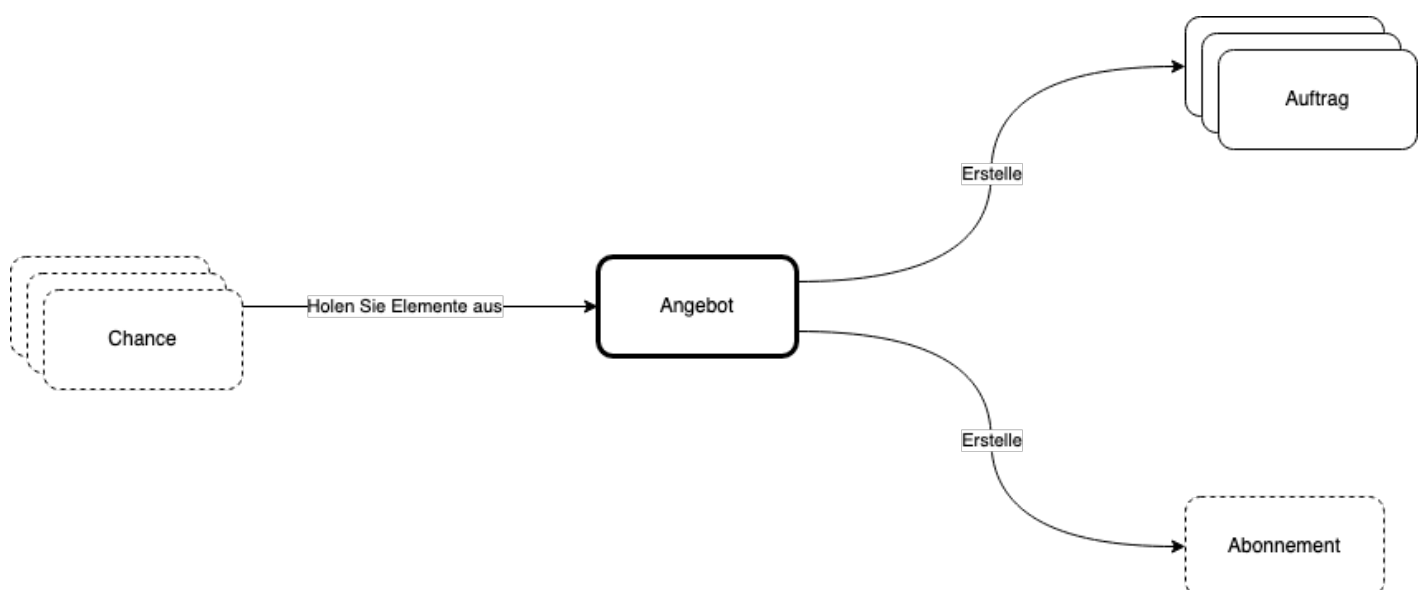 Auftrag
Erstelle
Chance
Holen Sie Elemente aus
Angebot
Erstelle
Abonnement